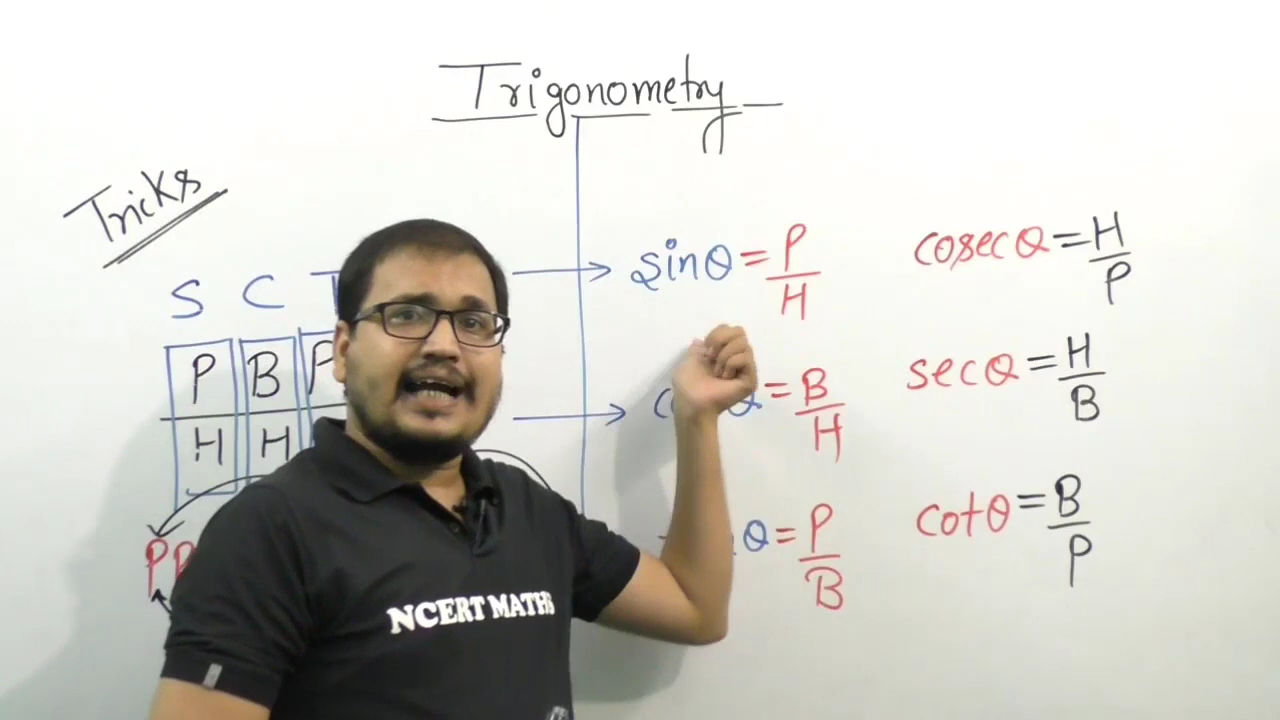 Trigonometry
Tricks
S C T
P B P
H H
P P
sinθ = P/H
cosecθ = H/P
θ = B/H
secθ = H/B
θ = P/B
cotθ = B/P
NCERT MATHS